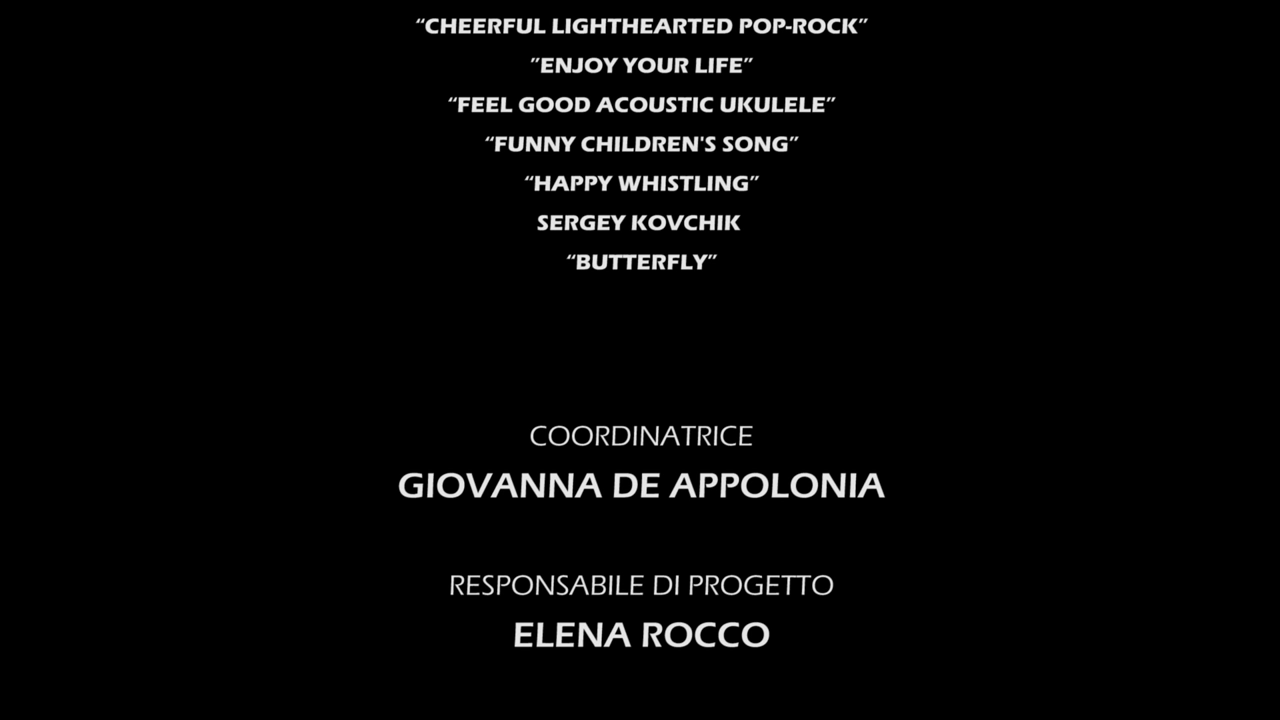 “CHEERFUL LIGHTHEARTED POP-ROCK”
”ENJOY YOUR LIFE”
“FEEL GOOD ACOUSTIC UKULELE”
“FUNNY CHILDREN'S SONG”
“HAPPY WHISTLING”
SERGEY KOVCHIK
“BUTTERFLY”
COORDINATRICE
GIOVANNA DE APPOLONIA
RESPONSABILE DI PROGETTO
ELENA ROCCO